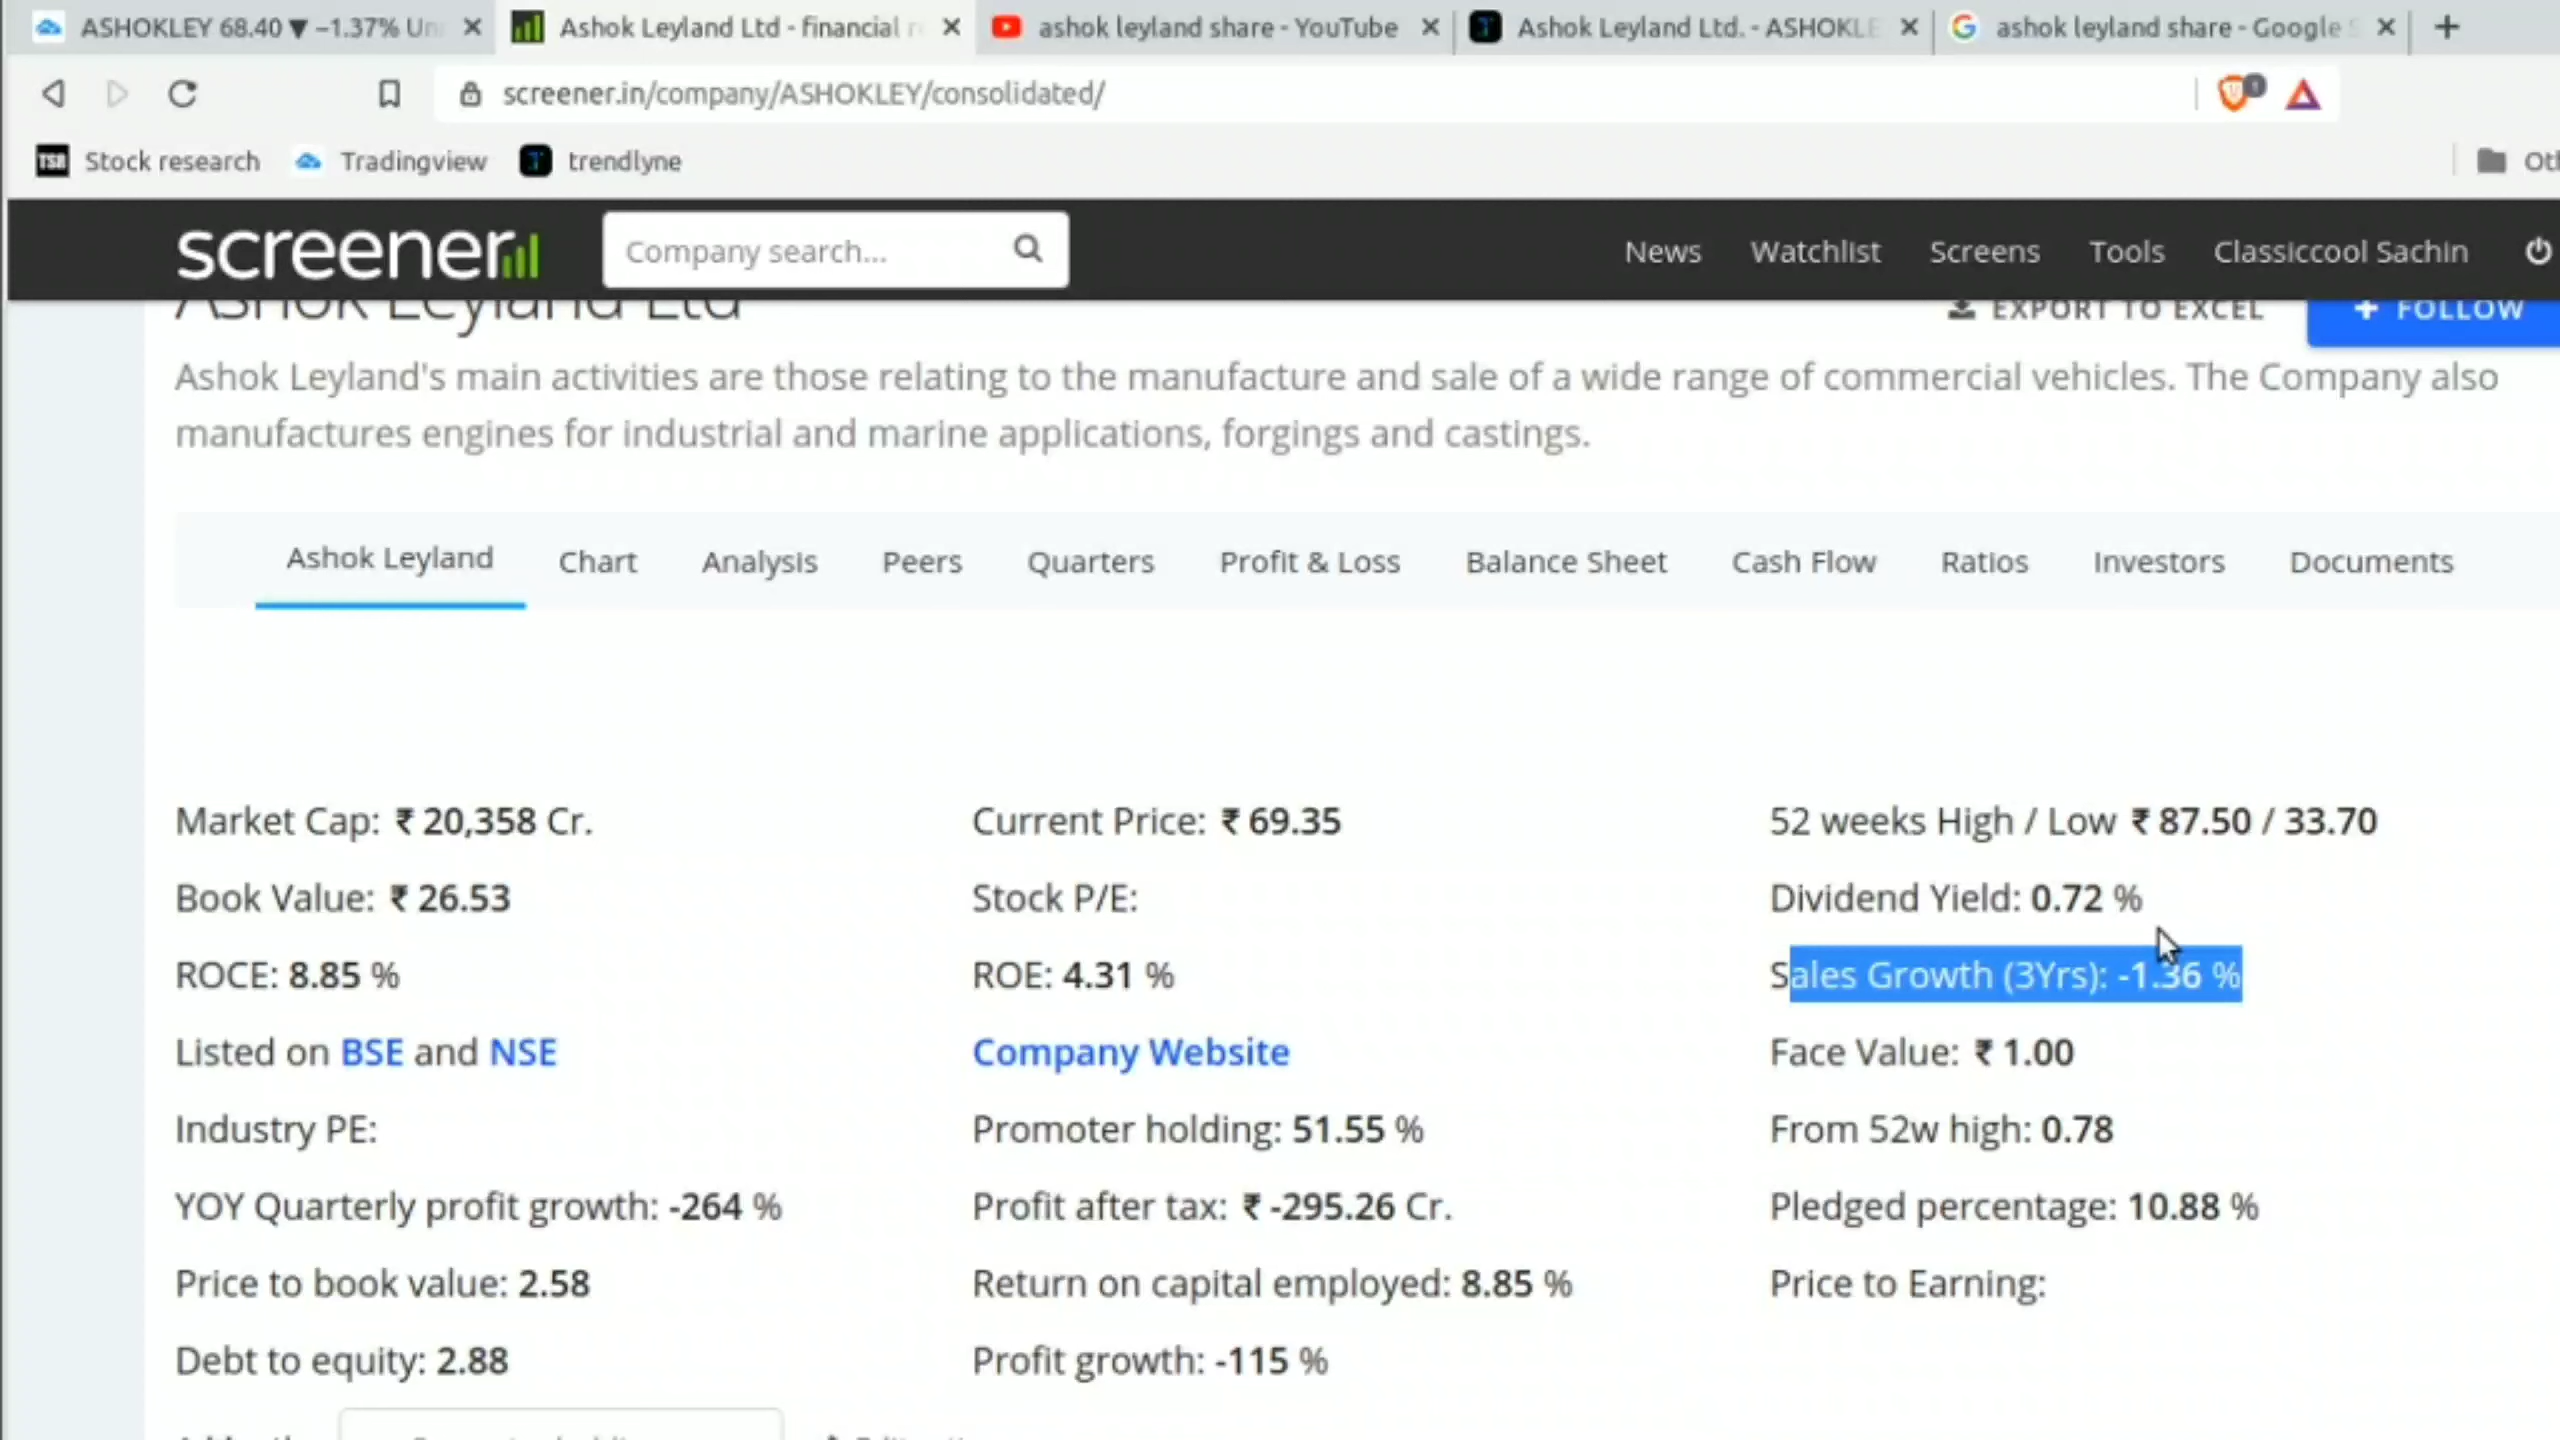 ASHOKLEY 68.40 ▼ −1.37% Un
Ashok Leyland Ltd - financial r
ashok leyland share - YouTube
Ashok Leyland Ltd. - ASHOKLE
ashok leyland share - Google S
screener.in/company/ASHOKLEY/consolidated/
TSR Stock research
Tradingview
trendlyne
Oth
screener
Company search...
News
Watchlist
Screens
Tools
Classiccool Sachin
Ashok Leyland Ltd
EXPORT TO EXCEL
+ FOLLOW
Ashok Leyland's main activities are those relating to the manufacture and sale of a wide range of commercial vehicles. The Company also
manufactures engines for industrial and marine applications, forgings and castings.
Ashok Leyland
Chart
Analysis
Peers
Quarters
Profit & Loss
Balance Sheet
Cash Flow
Ratios
Investors
Documents
Market Cap: ₹ 20,358 Cr.
Current Price: ₹ 69.35
52 weeks High / Low ₹ 87.50 / 33.70
Book Value: ₹ 26.53
Stock P/E:
Dividend Yield: 0.72 %
ROCE: 8.85 %
ROE: 4.31 %
Sales Growth (3Yrs): -1.36 %
Listed on BSE and NSE
Company Website
Face Value: ₹ 1.00
Industry PE:
Promoter holding: 51.55 %
From 52w high: 0.78
YOY Quarterly profit growth: -264 %
Profit after tax: ₹ -295.26 Cr.
Pledged percentage: 10.88 %
Price to book value: 2.58
Return on capital employed: 8.85 %
Price to Earning:
Debt to equity: 2.88
Profit growth: -115 %